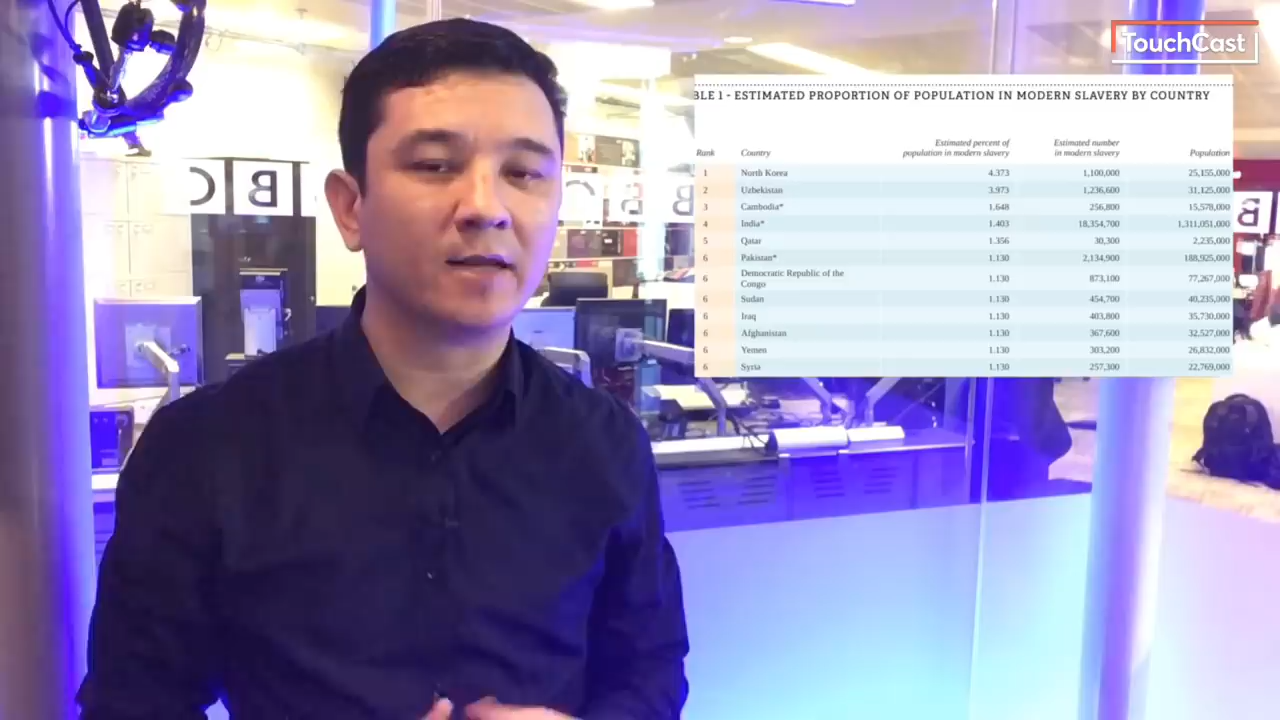 TouchCast
BLE 1 - ESTIMATED PROPORTION OF POPULATION IN MODERN SLAVERY BY COUNTRY
Rank Country Estimated percent of population in modern slavery Estimated number in modern slavery Population
1 North Korea 4.373 1,100,000 25,155,000
2 Uzbekistan 3.973 1,236,600 31,125,000
3 Cambodia* 1.648 256,800 15,578,000
4 India* 1.403 18,354,700 1,311,051,000
5 Qatar 1.356 30,300 2,235,000
6 Pakistan* 1.130 2,134,900 188,925,000
6 Democratic Republic of the Congo 1.130 873,100 77,267,000
6 Sudan 1.130 454,700 40,235,000
6 Iraq 1.130 403,800 35,730,000
6 Afghanistan 1.130 367,600 32,527,000
6 Yemen 1.130 303,200 26,832,000
6 Syria 1.130 257,300 22,769,000
B C
B
B
B